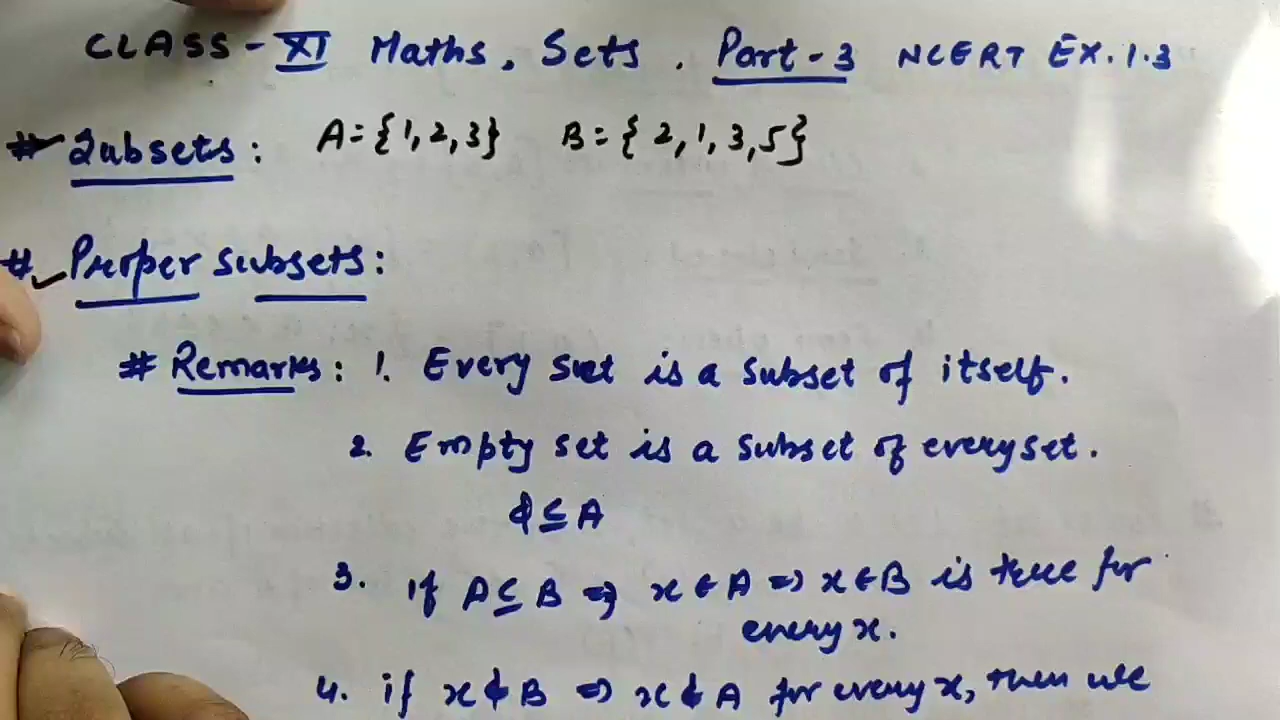 CLASS-XI Maths, Sets. Part-3 NCERT EX.1.3
# Subsets: A={1,2,3} B={2,1,3,5}
# Proper subsets:
# Remarks: 1. Every set is a subset of itself.
2. Empty set is a subset of every set.
ϕ⊆A
3. if A⊆B ⇒ x∈A ⇒ x∈B is true for
every x.
4. if x∉B ⇒ x∉A for every x, then we